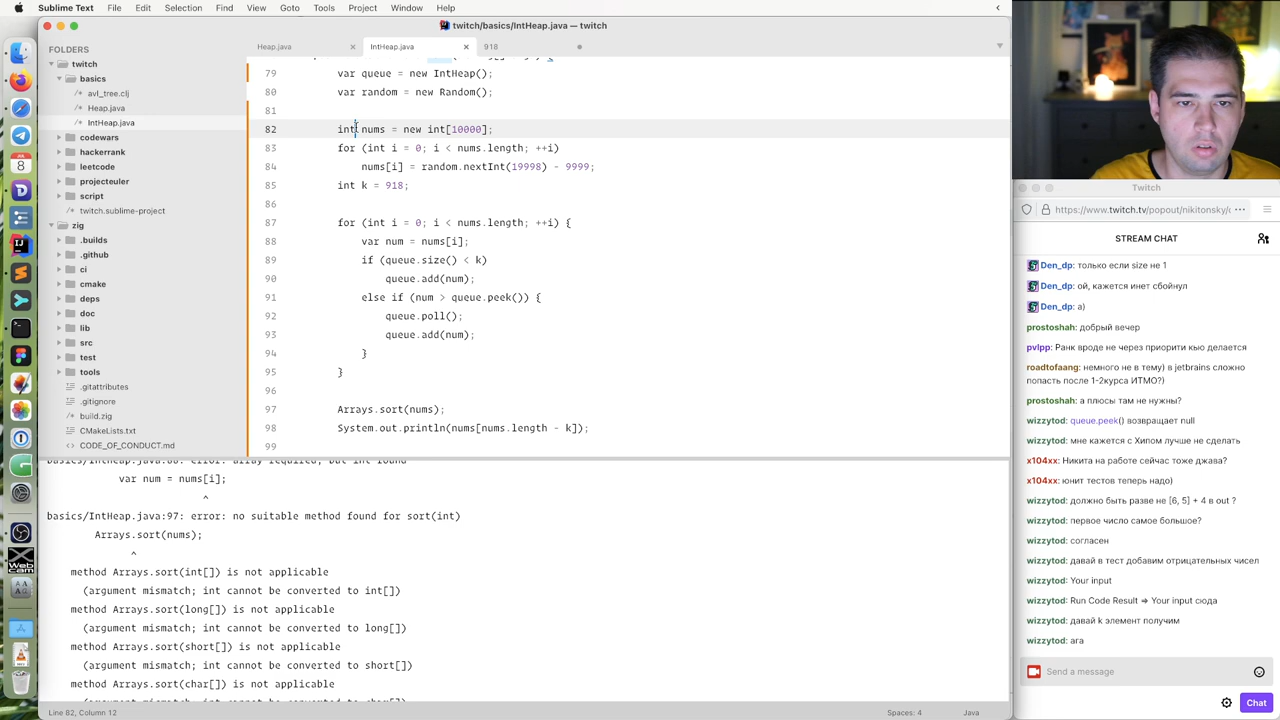 Sublime Text File Edit Selection Find View Goto Tools Project Window Help
twitch/basics/IntHeap.java — twitch
FOLDERS
twitch
basics
avl_tree.clj
Heap.java
IntHeap.java
codewars
hackerrank
leetcode
projecteuler
script
twitch.sublime-project
zig
.builds
.github
ci
cmake
deps
doc
lib
src
test
tools
.gitattributes
.gitignore
build.zig
CMakeLists.txt
CODE_OF_CONDUCT.md
Heap.java IntHeap.java 918
79 var queue = new IntHeap();
80 var random = new Random();
81
82 int nums = new int[10000];
83 for (int i = 0; i < nums.length; ++i)
84 nums[i] = random.nextInt(19998) - 9999;
85 int k = 918;
86
87 for (int i = 0; i < nums.length; ++i) {
88 var num = nums[i];
89 if (queue.size() < k)
90 queue.add(num);
91 else if (num > queue.peek()) {
92 queue.poll();
93 queue.add(num);
94 }
95 }
96
97 Arrays.sort(nums);
98 System.out.println(nums[nums.length - k]);
99
var num = nums[i];
^
basics/IntHeap.java:97: error: no suitable method found for sort(int)
Arrays.sort(nums);
^
method Arrays.sort(int[]) is not applicable
(argument mismatch; int cannot be converted to int[])
method Arrays.sort(long[]) is not applicable
(argument mismatch; int cannot be converted to long[])
method Arrays.sort(short[]) is not applicable
(argument mismatch; int cannot be converted to short[])
method Arrays.sort(char[]) is not applicable
Line 82, Column 12 Spaces: 4 Java
Twitch
https://www.twitch.tv/popout/nikitonsky/
STREAM CHAT
Den_dp: только если size не 1
Den_dp: ой, кажется инет сбойнул
Den_dp: а)
prostoshah: добрый вечер
pvlpp: Ранк вроде не через приорити кью делается
roadtofaang: немного не в тему) в jetbrains сложно
попасть после 1-2курса ИТМО?)
prostoshah: а плюсы там не нужны?
wizzytod: queue.peek() возвращает null
wizzytod: мне кажется с Хипом лучше не сделать
x104xx: Никита на работе сейчас тоже джава?
x104xx: юнит тестов теперь надо)
wizzytod: должно быть разве не [6, 5] + 4 в out ?
wizzytod: первое число самое большое?
wizzytod: согласен
wizzytod: давай в тест добавим отрицательных чисел
wizzytod: Your input
wizzytod: Run Code Result => Your input сюда
wizzytod: давай k элемент получим
wizzytod: ага
Send a message
Chat